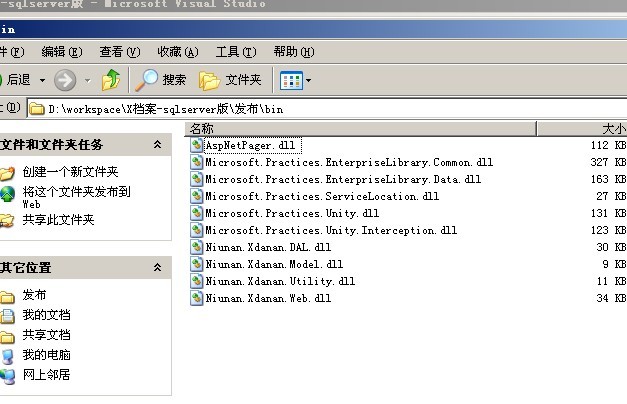 -sqlserver版 - Microsoft Visual Studio
in
件(F) 编辑(E) 查看(V) 收藏(A) 工具(T) 帮助(H)
后退 搜索 文件夹
(D) D:\workspace\X档案-sqlserver版\发布\bin
名称 大小
文件和文件夹任务
创建一个新文件夹
将这个文件夹发布到
Web
共享此文件夹
其它位置
发布
我的文档
共享文档
我的电脑
网上邻居
AspNetPager.dll 112 KB
Microsoft.Practices.EnterpriseLibrary.Common.dll 327 KB
Microsoft.Practices.EnterpriseLibrary.Data.dll 163 KB
Microsoft.Practices.ServiceLocation.dll 27 KB
Microsoft.Practices.Unity.dll 131 KB
Microsoft.Practices.Unity.Interception.dll 123 KB
Niunan.Xdanan.DAL.dll 30 KB
Niunan.Xdanan.Model.dll 9 KB
Niunan.Xdanan.Utility.dll 11 KB
Niunan.Xdanan.Web.dll 34 KB